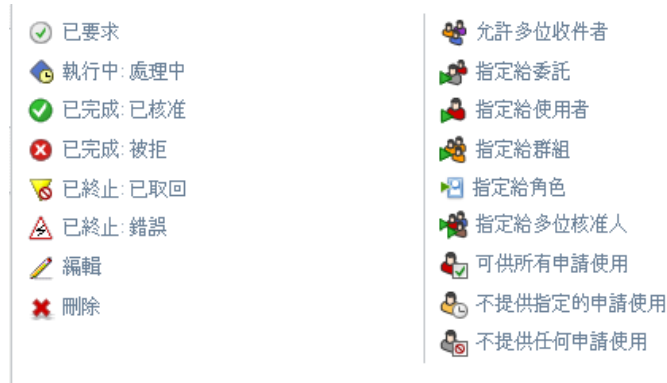 已要求
執行中: 處理中
已完成: 已核准
已完成: 被拒
已終止: 已取回
已終止: 錯誤
編輯
刪除
允許多位收件者
指定給委託
指定給使用者
指定給群組
指定給角色
指定給多位核准人
可供所有申請使用
不提供指定的申請使用
不提供任何申請使用